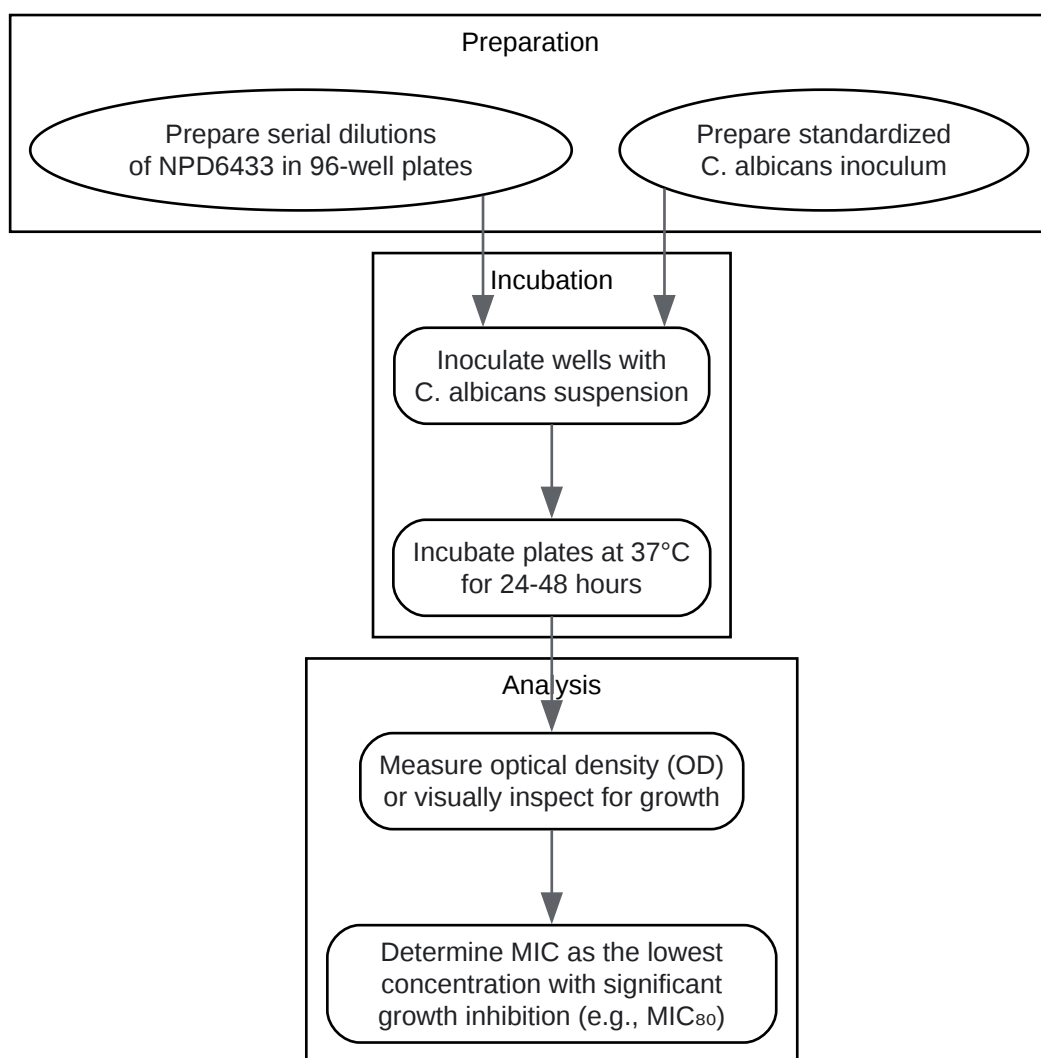 Preparation
Prepare serial dilutions
of NPD6433 in 96-well plates
Prepare standardized
C. albicans inoculum
Incubation
Inoculate wells with
C. albicans suspension
Incubate plates at 37°C
for 24-48 hours
Analysis
Measure optical density (OD)
or visually inspect for growth
Determine MIC as the lowest
concentration with significant
growth inhibition (e.g., MIC₈₀)